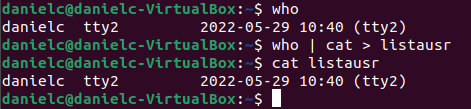 danielc@danielc-VirtualBox:~$ who
danielc  tty2         2022-05-29 10:40 (tty2)
danielc@danielc-VirtualBox:~$ who | cat > listausr
danielc@danielc-VirtualBox:~$ cat listausr
danielc  tty2         2022-05-29 10:40 (tty2)
danielc@danielc-VirtualBox:~$